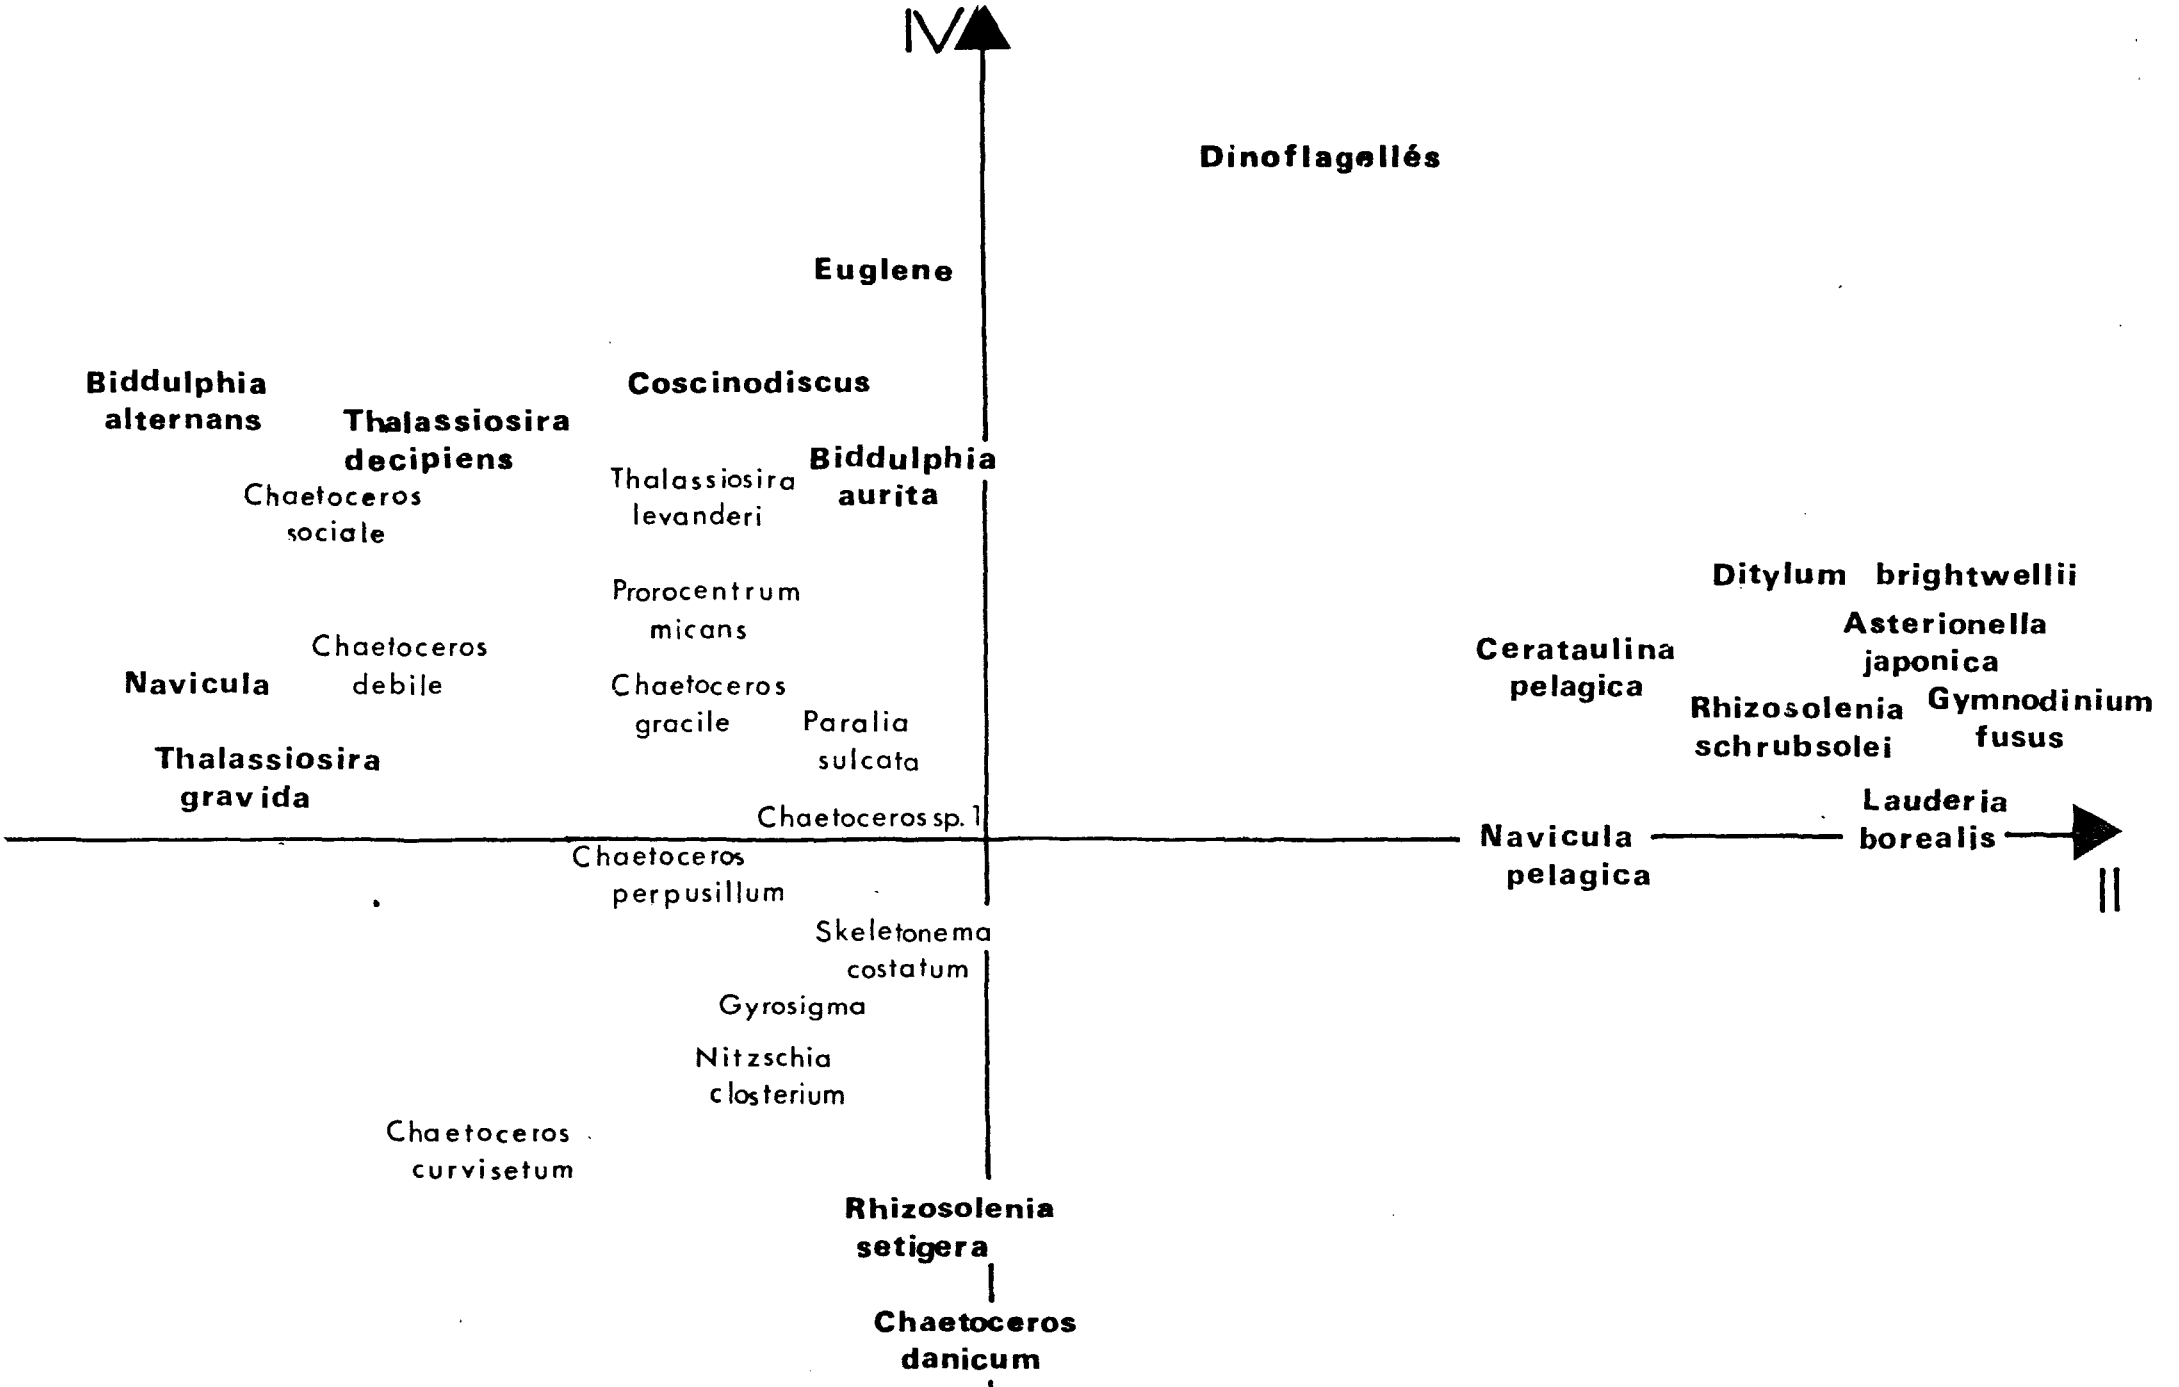 IV
Dinoflagellés
Euglene
Biddulphia
alternans
Coscinodiscus
Thalassiosira
decipiens
Biddulphia
aurita
Chaetoceros
sociale
Thalassiosira
levanderi
Prorocentrum
micans
Ditylum brightwellii
Asterionella
japonica
Cerataulina
pelagica
Chaetoceros
debile
Navicula
Chaetoceros
gracile
Paralia
sulcata
Rhizosolenia
schrubsolei
Gymnodinium
fusus
Thalassiosira
gravida
Chaetoceros sp. 1
Lauderia
borealis
Navicula
pelagica
II
Chaetoceros
perpusillum
Skeletonema
costatum
Gyrosigma
Nitzschia
closterium
Chaetoceros
curvisetum
Rhizosolenia
setigera
Chaetoceros
danicum